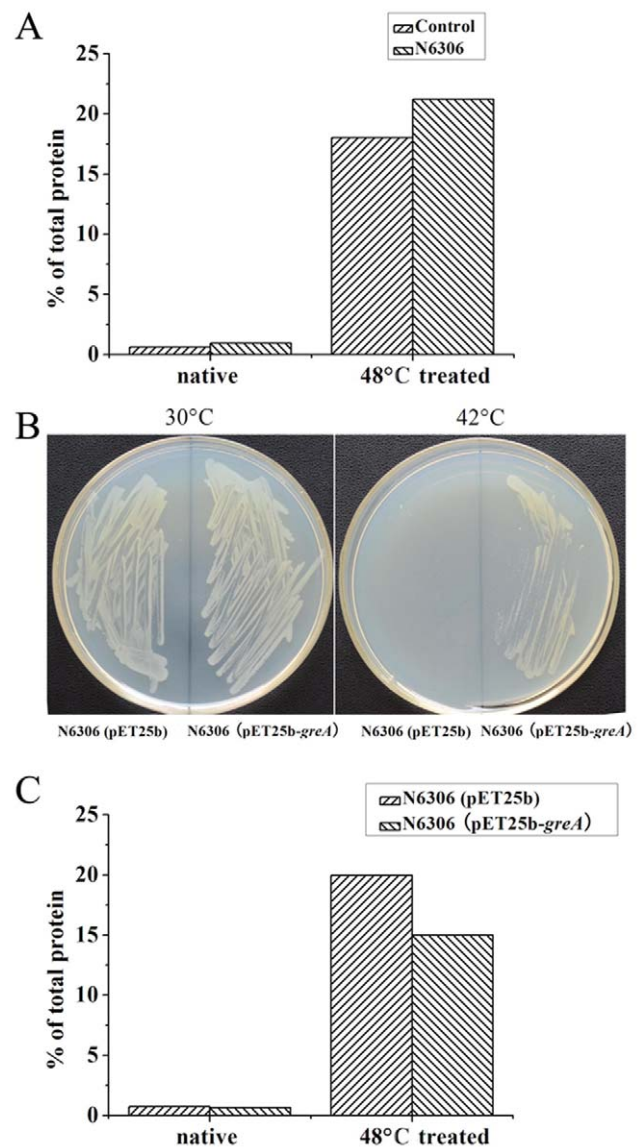 A
Control
N6306
25
20
15
10
5
0
% of total protein
native 48°C treated
B
30°C 42°C
N6306 (pET25b) N6306（pET25b-greA） N6306 (pET25b) N6306（pET25b-greA）
C
N6306 (pET25b)
N6306（pET25b-greA）
25
20
15
10
5
0
% of total protein
native 48°C treated